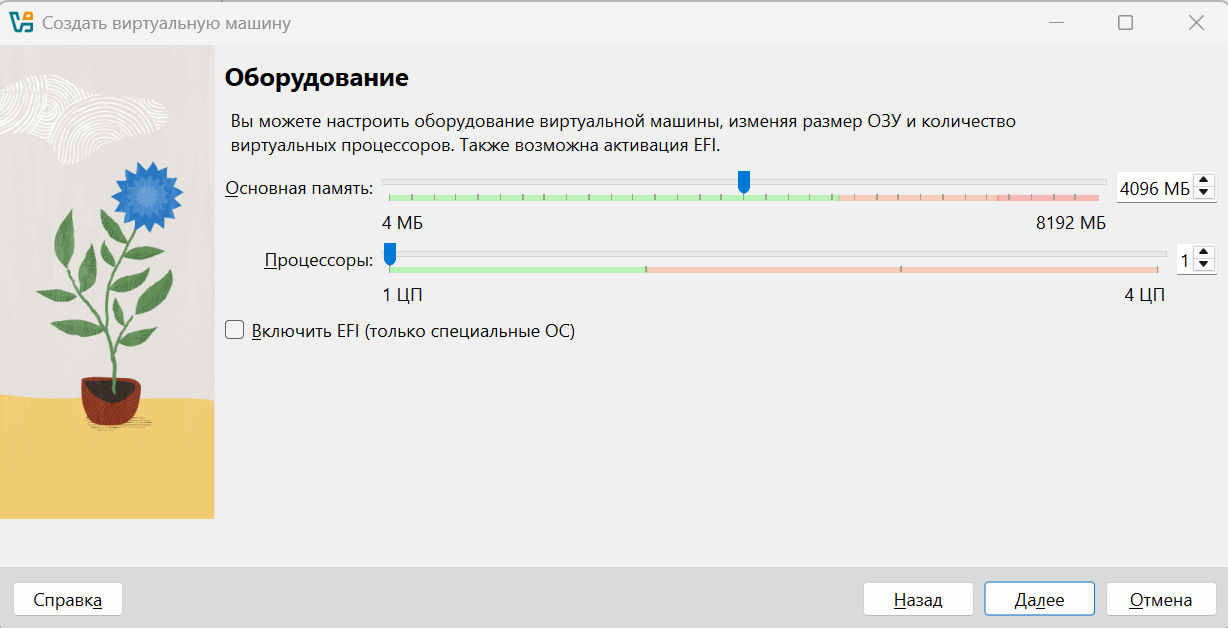 Создать виртуальную машину
Оборудование
Вы можете настроить оборудование виртуальной машины, изменяя размер ОЗУ и количество
виртуальных процессоров. Также возможна активация EFI.
Основная память: 4096 МБ
4 МБ 8192 МБ
Процессоры: 1
1 ЦП 4 ЦП
Включить EFI (только специальные ОС)
Справка Назад Далее Отмена